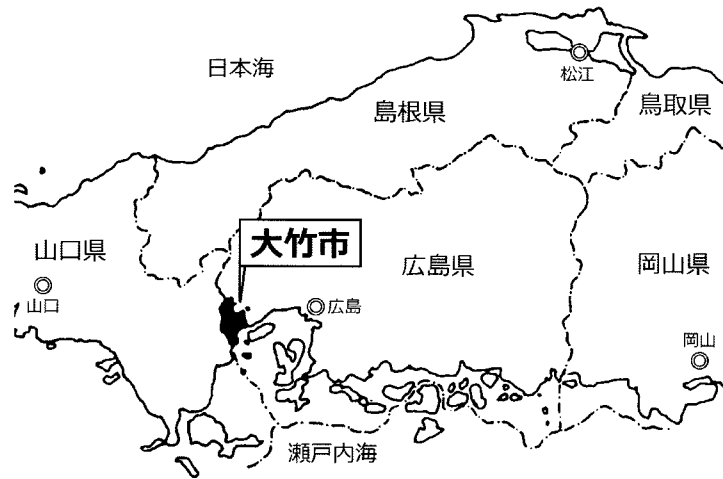 日本海
松江
島根県
鳥取県
大竹市
山口県
広島県
岡山県
山口
広島
岡山
瀬戸内海